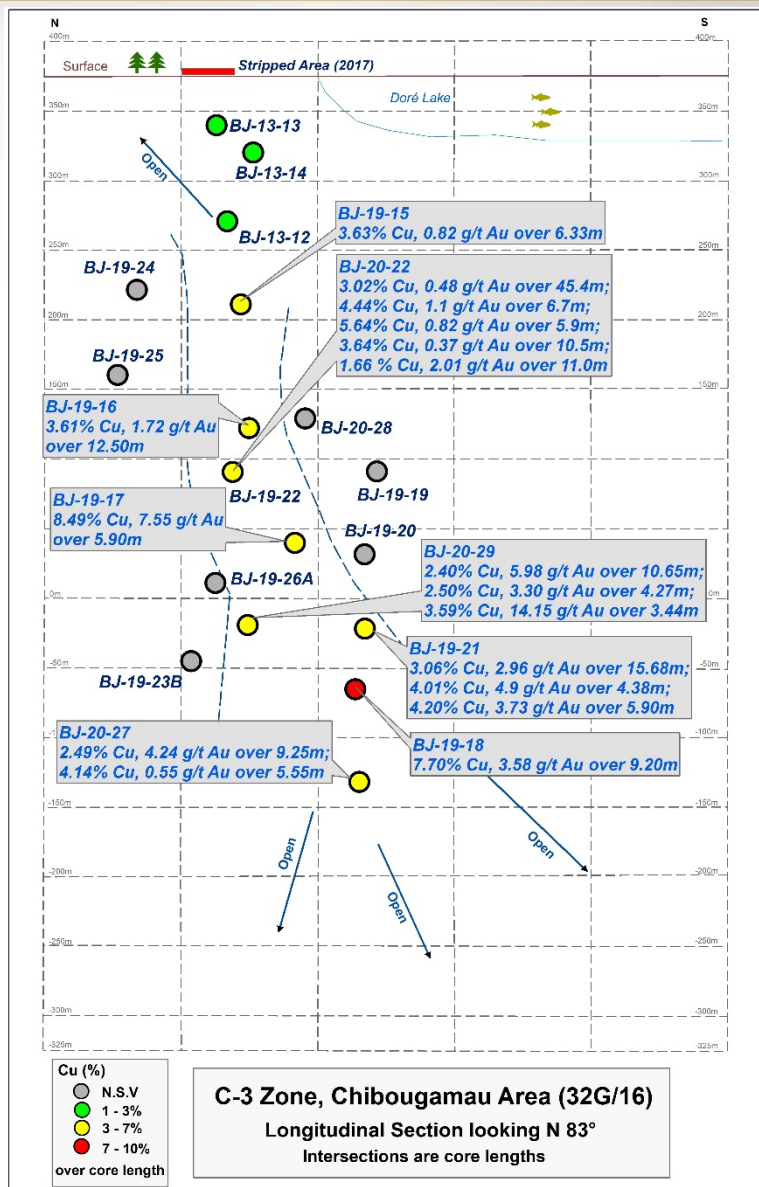 N
S
400m
400m
Surface
Stripped Area (2017)
350m
350m
Doré Lake
BJ-13-13
BJ-13-14
Open
300m
300m
BJ-13-12
BJ-19-15
3.63% Cu, 0.82 g/t Au over 6.33m
250m
250m
BJ-19-24
BJ-20-22
3.02% Cu, 0.48 g/t Au over 45.4m;
4.44% Cu, 1.1 g/t Au over 6.7m;
5.64% Cu, 0.82 g/t Au over 5.9m;
3.64% Cu, 0.37 g/t Au over 10.5m;
1.66 % Cu, 2.01 g/t Au over 11.0m
200m
200m
BJ-19-25
150m
150m
BJ-19-16
3.61% Cu, 1.72 g/t Au
over 12.50m
BJ-20-28
BJ-19-22
BJ-19-19
BJ-19-17
8.49% Cu, 7.55 g/t Au
over 5.90m
BJ-19-20
BJ-20-29
2.40% Cu, 5.98 g/t Au over 10.65m;
2.50% Cu, 3.30 g/t Au over 4.27m;
3.59% Cu, 14.15 g/t Au over 3.44m
BJ-19-26A
0m
0m
BJ-19-21
3.06% Cu, 2.96 g/t Au over 15.68m;
4.01% Cu, 4.9 g/t Au over 4.38m;
4.20% Cu, 3.73 g/t Au over 5.90m
BJ-19-23B
-50m
-50m
BJ-20-27
2.49% Cu, 4.24 g/t Au over 9.25m;
4.14% Cu, 0.55 g/t Au over 5.55m
BJ-19-18
7.70% Cu, 3.58 g/t Au over 9.20m
-100m
-100m
-150m
-150m
Open
Open
Open
-200m
-200m
-250m
-250m
-300m
-300m
-325m
-325m
Cu (%)
N.S.V
1 - 3%
3 - 7%
7 - 10%
over core length
C-3 Zone, Chibougamau Area (32G/16)
Longitudinal Section looking N 83°
Intersections are core lengths